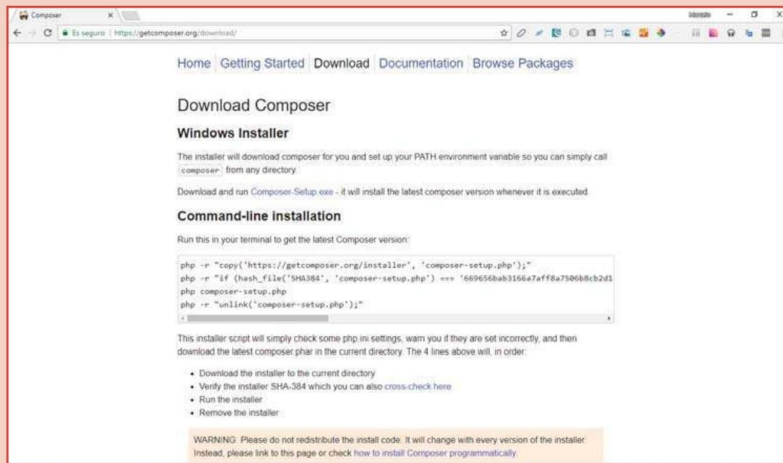 Composer
Es seguro | https://getcomposer.org/download/
Home Getting Started Download Documentation Browse Packages
Download Composer
Windows Installer
The installer will download composer for you and set up your PATH environment variable so you can simply call
composer from any directory.
Download and run Composer-Setup.exe - it will install the latest composer version whenever it is executed.
Command-line installation
Run this in your terminal to get the latest Composer version:
php -r "copy('https://getcomposer.org/installer', 'composer-setup.php');"
php -r "if (hash_file('SHA384', 'composer-setup.php') === '669656bab3166a7aff8a7506b8cb2d1
php composer-setup.php
php -r "unlink('composer-setup.php');"
This installer script will simply check some php.ini settings, warn you if they are set incorrectly, and then
download the latest composer.phar in the current directory. The 4 lines above will, in order:
• Download the installer to the current directory
• Verify the installer SHA-384 which you can also cross-check here
• Run the installer
• Remove the installer
WARNING: Please do not redistribute the install code. It will change with every version of the installer.
Instead, please link to this page or check how to install Composer programmatically.